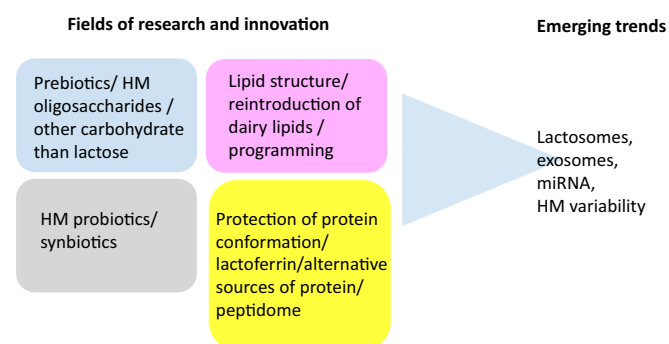 Fields of research and innovation
Emerging trends
Prebiotics/ HM
oligosaccharides /
other carbohydrate
than lactose
Lipid structure/
reintroduction of
dairy lipids /
programming
HM probiotics/
synbiotics
Protection of protein
conformation/
lactoferrin/alternative
sources of protein/
peptidome
Lactosomes,
exosomes,
miRNA,
HM variability